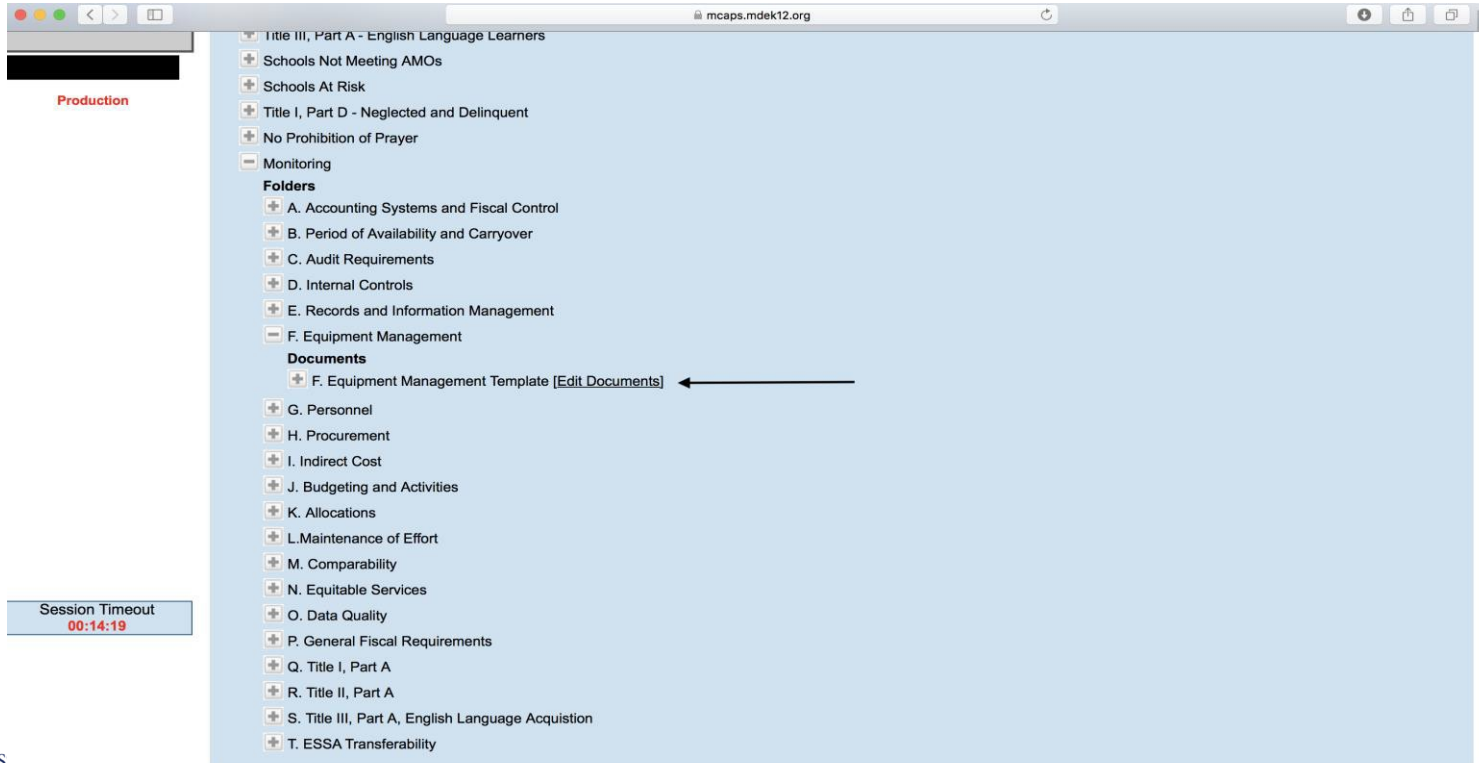 mcaps.mdek12.org
Title III, Part A - English Language Learners
Schools Not Meeting AMOs
Schools At Risk
Production
Title I, Part D - Neglected and Delinquent
No Prohibition of Prayer
Monitoring
Folders
A. Accounting Systems and Fiscal Control
B. Period of Availability and Carryover
C. Audit Requirements
D. Internal Controls
E. Records and Information Management
F. Equipment Management
Documents
F. Equipment Management Template [Edit Documents]
G. Personnel
H. Procurement
I. Indirect Cost
J. Budgeting and Activities
K. Allocations
L.Maintenance of Effort
M. Comparability
N. Equitable Services
Session Timeout
00:14:19
O. Data Quality
P. General Fiscal Requirements
Q. Title I, Part A
R. Title II, Part A
S. Title III, Part A, English Language Acquistion
T. ESSA Transferability
s